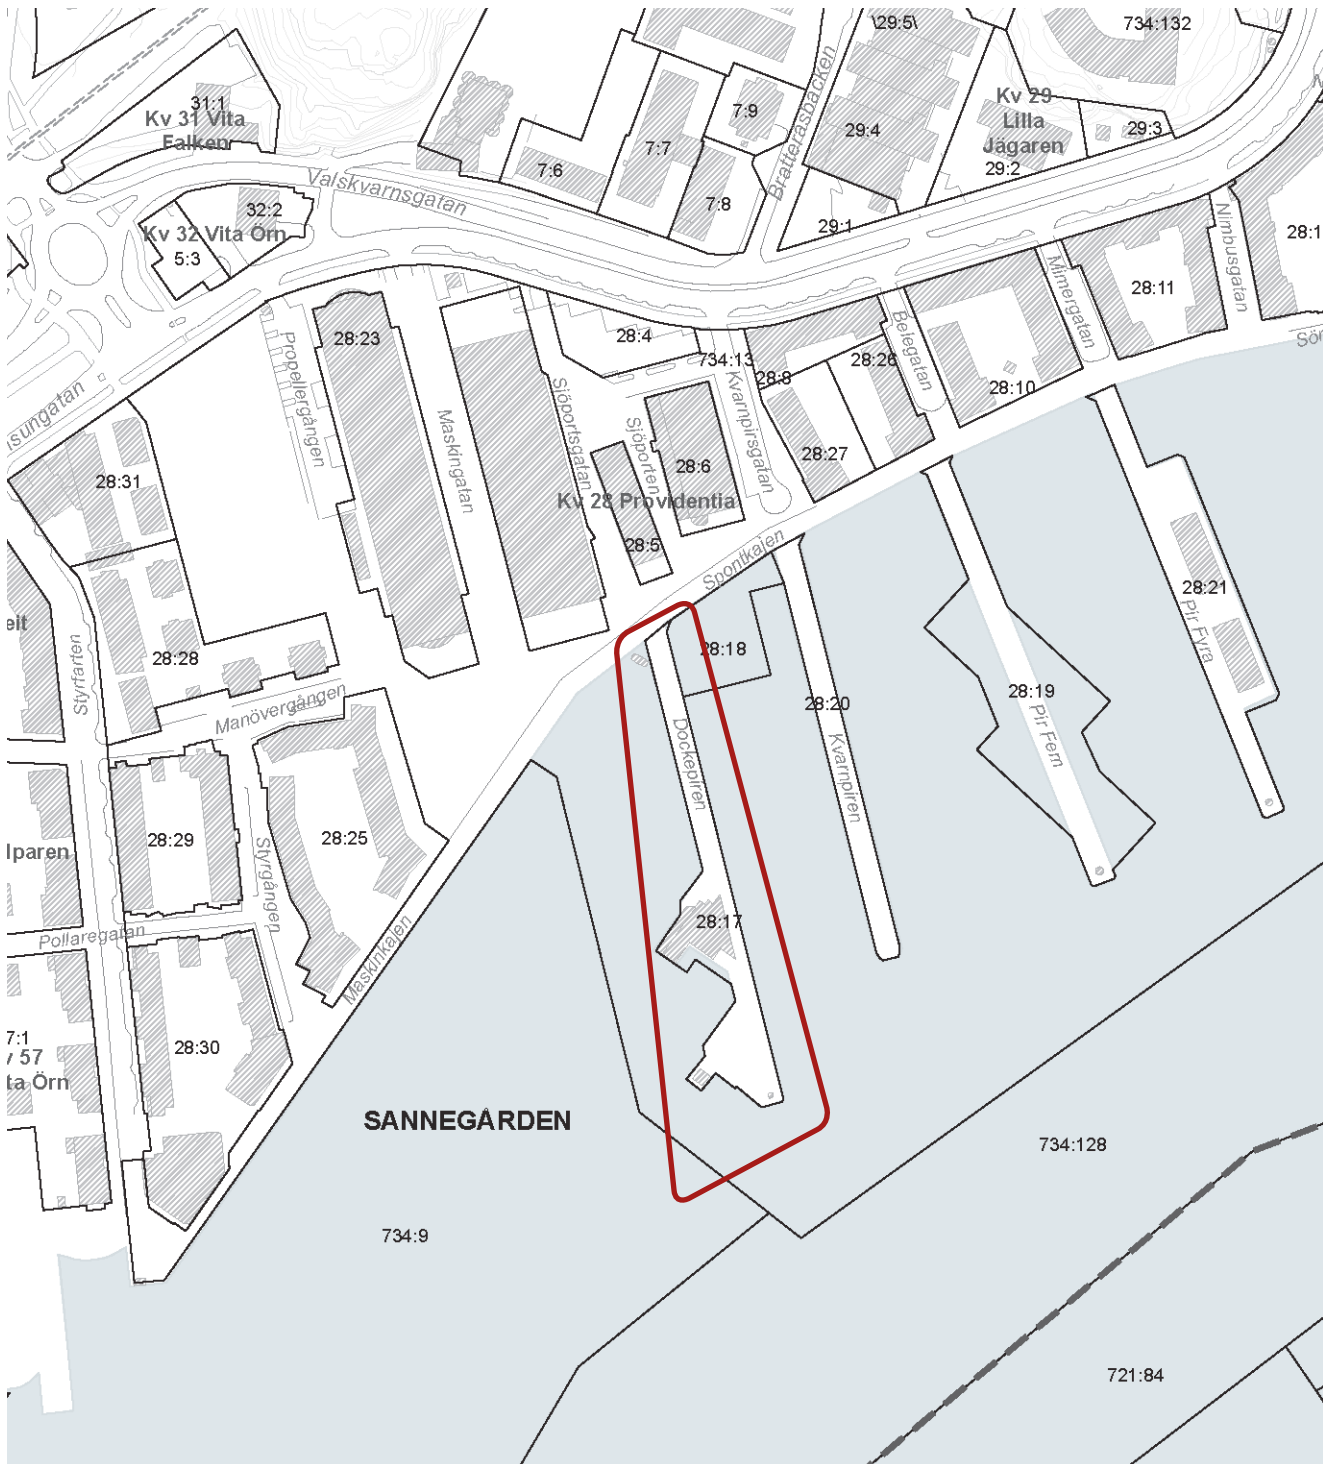 \29:5\
734:132
31:1
Kv 31 Vita
Falken
7:9
Bratteråsbacken
Kv 29
Lilla
Jägaren
29:4
29:3
7:7
7:6
29:2
Valskvarnsgatan
7:8
32:2
Kv 32 Vita Örn
29:1
5:3
Nimbusgatan
28:1
Mimergatan
28:11
28:23
28:4
Belegatan
Propellergången
734:13
28:26
28:8
Kvarnpirsgatan
28:10
Sjöportsgatan
Maskingatan
Sjöporten
28:27
28:6
28:31
Kv 28 Providentia
28:5
Spontkajen
28:21
Pir Fyra
eit
28:18
28:28
Styrfarten
28:19
Manövergången
28:20
Pir Fem
Dockepiren
Kvarnpiren
28:29
28:25
lparen
Styrgången
28:17
Pollaregatan
Maskinkajen
7:1
28:30
v 57
ta Örn
SANNEGÅRDEN
734:128
734:9
721:84